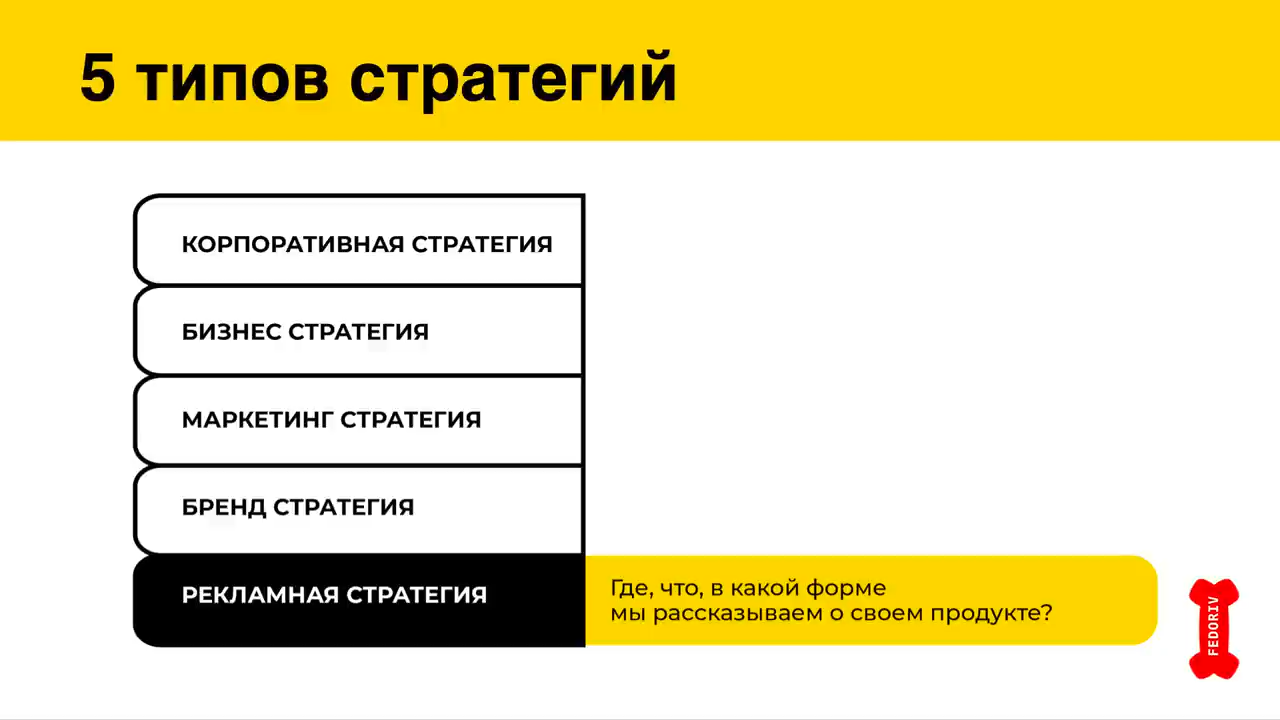 5 типов стратегий
КОРПОРАТИВНАЯ СТРАТЕГИЯ
БИЗНЕС СТРАТЕГИЯ
МАРКЕТИНГ СТРАТЕГИЯ
БРЕНД СТРАТЕГИЯ
РЕКЛАМНАЯ СТРАТЕГИЯ
Где, что, в какой форме
мы рассказываем о своем продукте?
FEDORIV